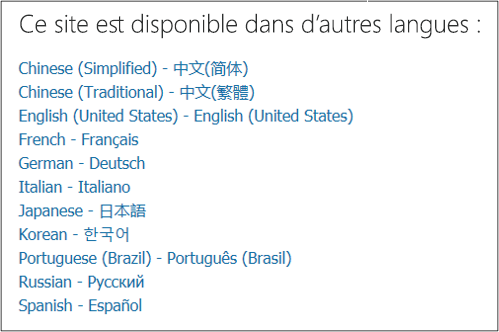 Ce site est disponible dans d’autres langues :
Chinese (Simplified) - 中文(简体)
Chinese (Traditional) - 中文(繁體)
English (United States) - English (United States)
French - Français
German - Deutsch
Italian - Italiano
Japanese - 日本語
Korean - 한국어
Portuguese (Brazil) - Português (Brasil)
Russian - Русский
Spanish - Español